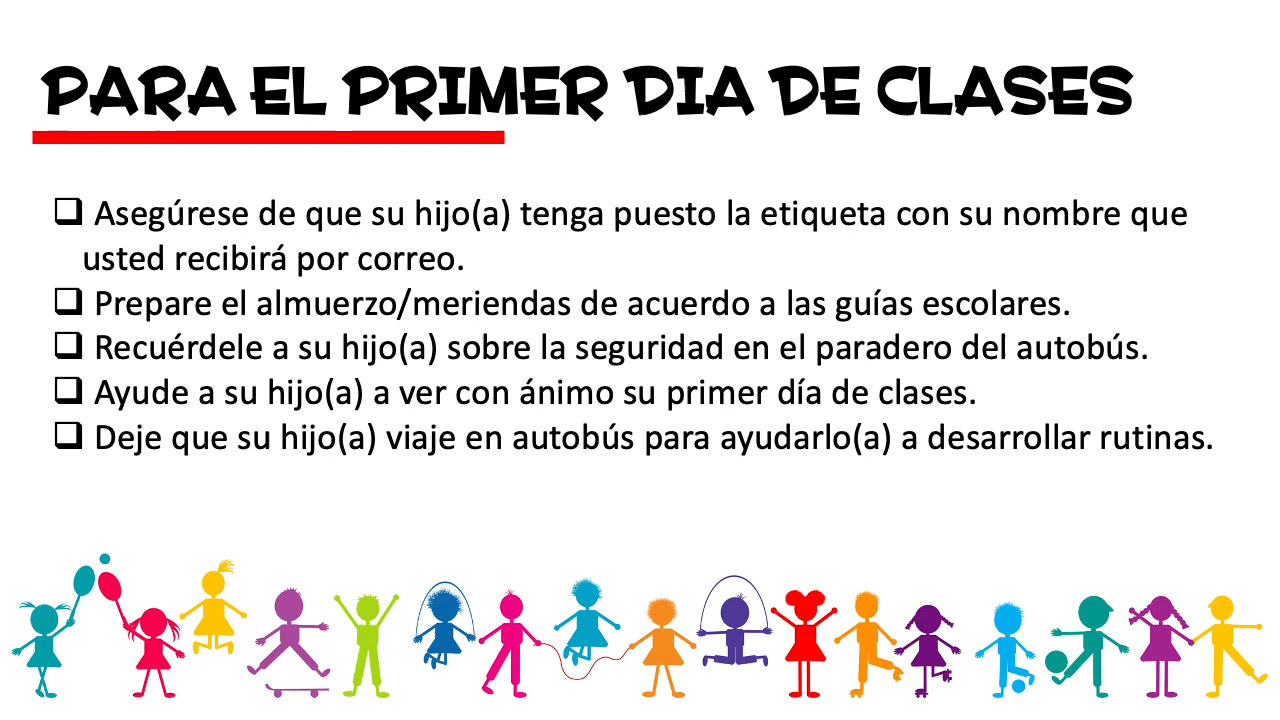 PARA EL PRIMER DIA DE CLASES
❑ Asegúrese de que su hijo(a) tenga puesto la etiqueta con su nombre que
usted recibirá por correo.
❑ Prepare el almuerzo/meriendas de acuerdo a las guías escolares.
❑ Recuérdele a su hijo(a) sobre la seguridad en el paradero del autobús.
❑ Ayude a su hijo(a) a ver con ánimo su primer día de clases.
❑ Deje que su hijo(a) viaje en autobús para ayudarlo(a) a desarrollar rutinas.